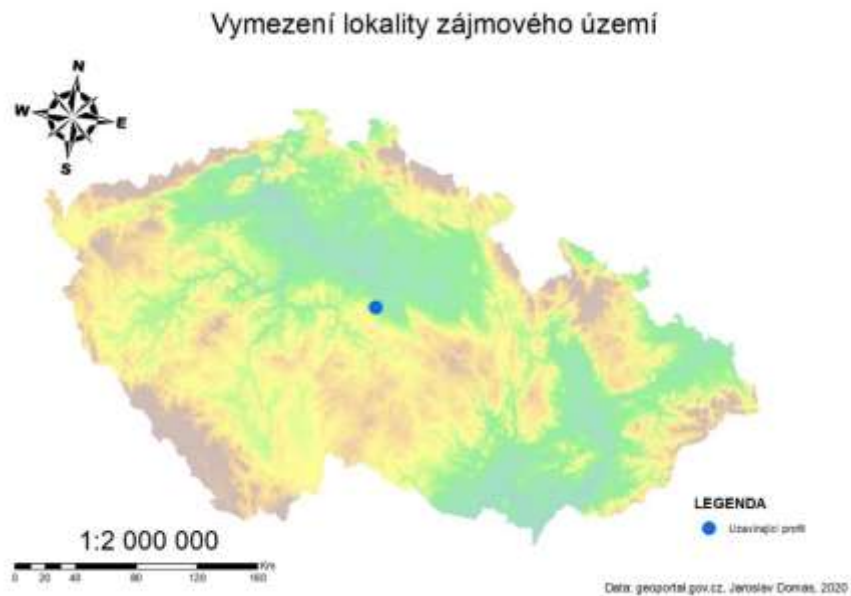 Vymezení lokality zájmového území
N
W
E
S
LEGENDA
Uzavírající profil
1:2 000 000
Km
0 20 40 80 120 160
Data: geoportal.gov.cz, Jaroslav Domas, 2020